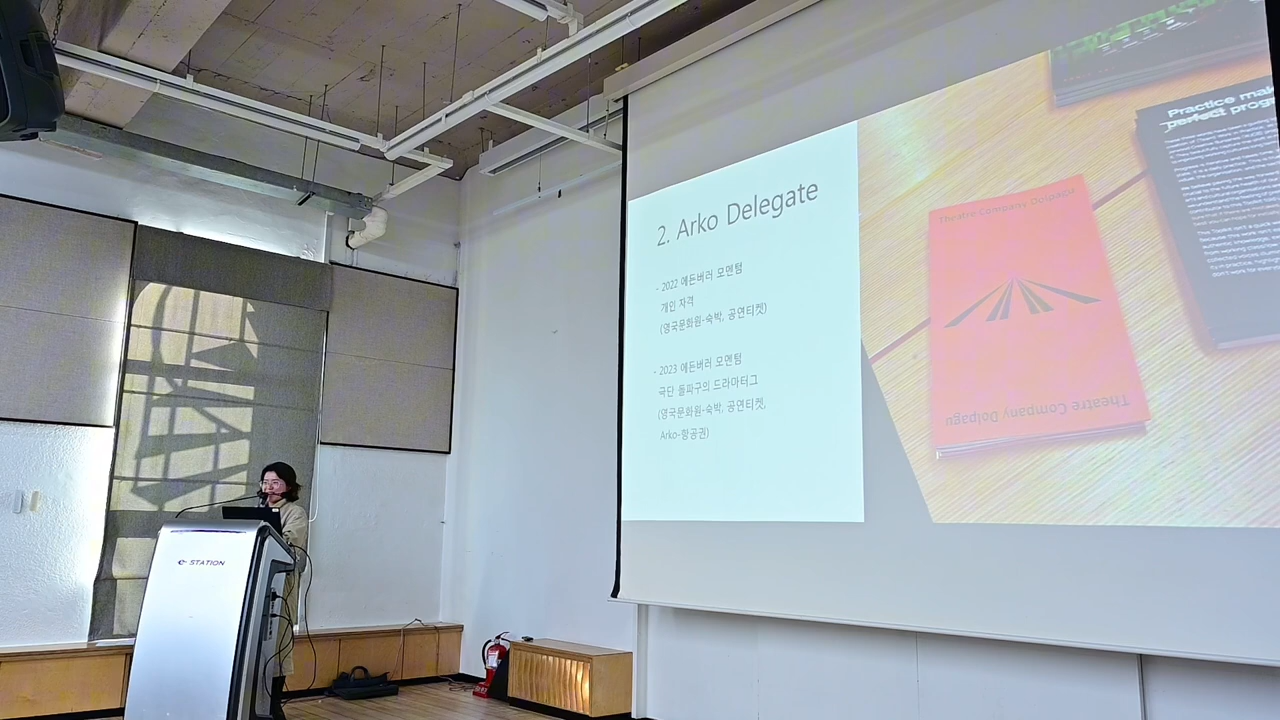 2. Arko Delegate
- 2022 에든버러 모멘텀
개인 자격
(영국문화원-숙박, 공연티켓)
- 2023 에든버러 모멘텀
극단 돌파구의 드라마터그
(영국문화원-숙박, 공연티켓,
Arko-항공권)
Theatre Company Dolpagu
Theatre Company Dolpagu
Practice mak
perfect progr
e- STATION